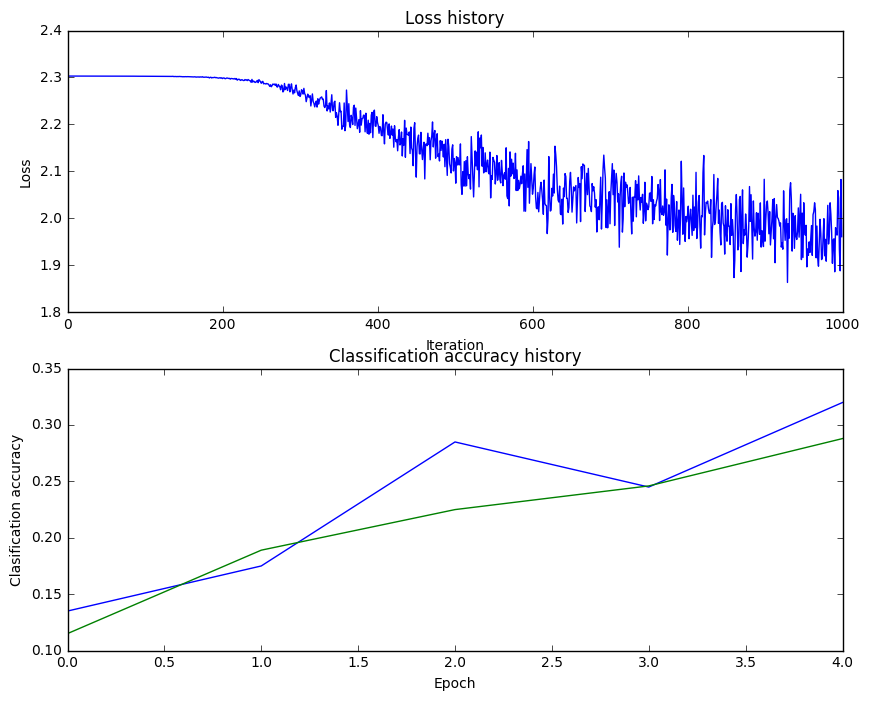 Loss history
2.4
2.3
2.2
2.1
2.0
1.9
1.8
Loss
0 200 400 600 800 1000
Iteration
Classification accuracy history
0.35
0.30
0.25
0.20
0.15
0.10
Clasification accuracy
0.0 0.5 1.0 1.5 2.0 2.5 3.0 3.5 4.0
Epoch